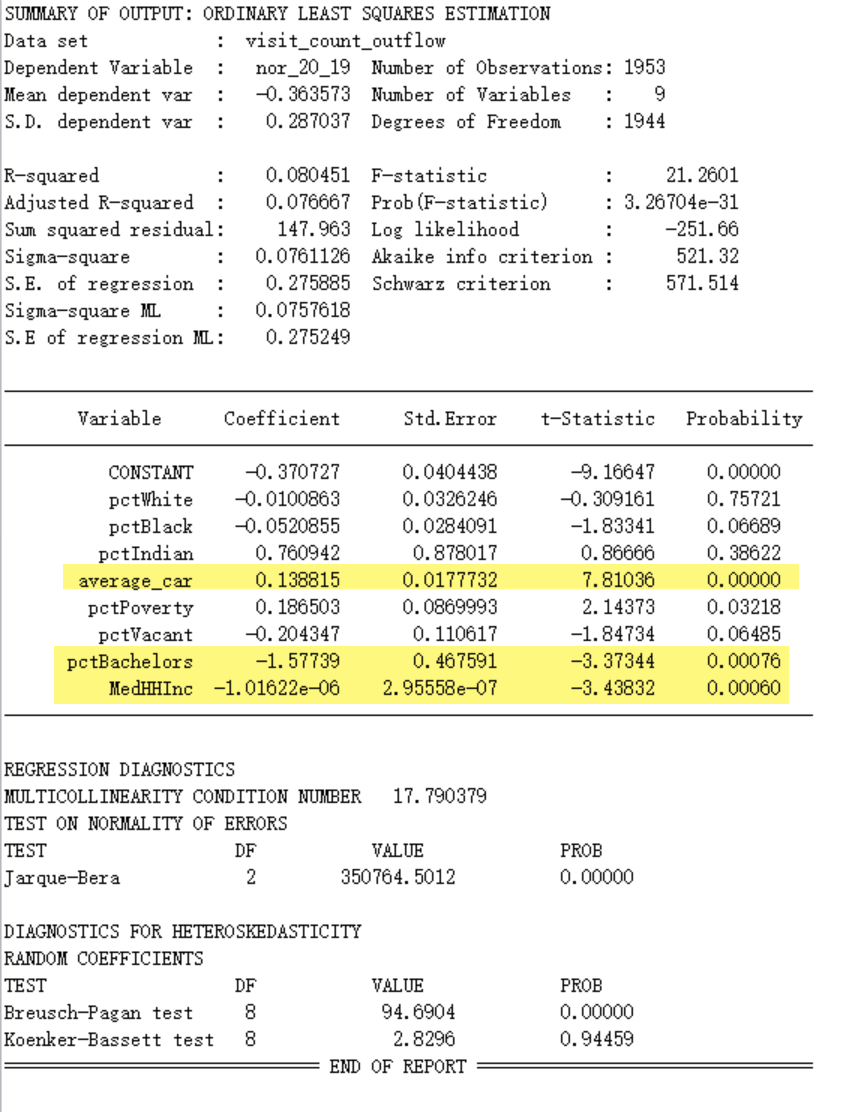 SUMMARY OF OUTPUT: ORDINARY LEAST SQUARES ESTIMATION
Data set : visit_count_outflow
Dependent Variable : nor_20_19 Number of Observations: 1953
Mean dependent var : -0.363573 Number of Variables : 9
S.D. dependent var : 0.287037 Degrees of Freedom : 1944
R-squared : 0.080451 F-statistic : 21.2601
Adjusted R-squared : 0.076667 Prob(F-statistic) : 3.26704e-31
Sum squared residual: 147.963 Log likelihood : -251.66
Sigma-square : 0.0761126 Akaike info criterion : 521.32
S.E. of regression : 0.275885 Schwarz criterion : 571.514
Sigma-square ML : 0.0757618
S.E of regression ML: 0.275249
Variable Coefficient Std.Error t-Statistic Probability
CONSTANT -0.370727 0.0404438 -9.16647 0.00000
pctWhite -0.0100863 0.0326246 -0.309161 0.75721
pctBlack -0.0520855 0.0284091 -1.83341 0.06689
pctIndian 0.760942 0.878017 0.86666 0.38622
average_car 0.138815 0.0177732 7.81036 0.00000
pctPoverty 0.186503 0.0869993 2.14373 0.03218
pctVacant -0.204347 0.110617 -1.84734 0.06485
pctBachelors -1.57739 0.467591 -3.37344 0.00076
MedHHInc -1.01622e-06 2.95558e-07 -3.43832 0.00060
REGRESSION DIAGNOSTICS
MULTICOLLINEARITY CONDITION NUMBER 17.790379
TEST ON NORMALITY OF ERRORS
TEST DF VALUE PROB
Jarque-Bera 2 350764.5012 0.00000
DIAGNOSTICS FOR HETEROSKEDASTICITY
RANDOM COEFFICIENTS
TEST DF VALUE PROB
Breusch-Pagan test 8 94.6904 0.00000
Koenker-Bassett test 8 2.8296 0.94459
END OF REPORT